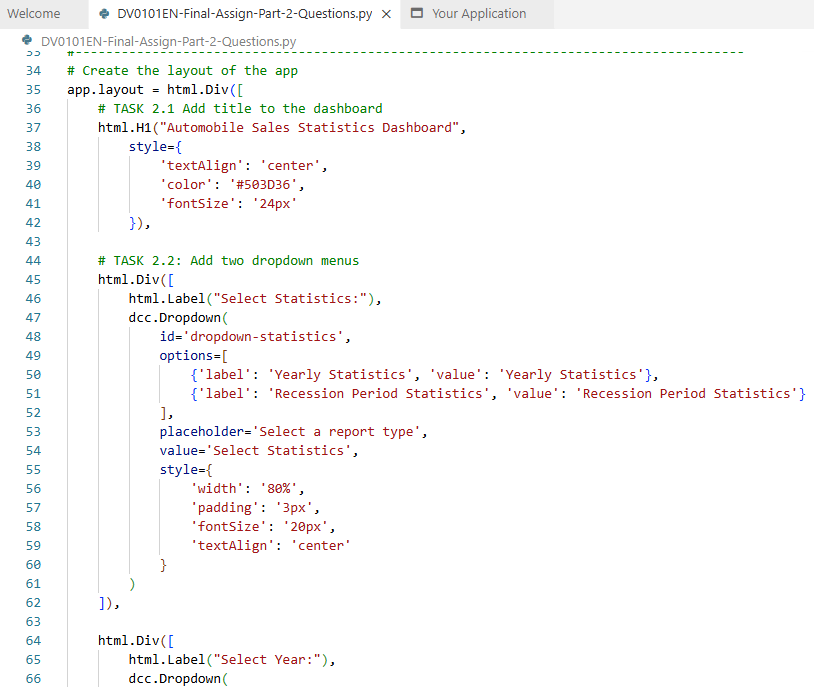 Welcome
DV0101EN-Final-Assign-Part-2-Questions.py
Your Application
DV0101EN-Final-Assign-Part-2-Questions.py
33 #--------------------------------------------------------------------------------------
34 # Create the layout of the app
35 app.layout = html.Div([
36     # TASK 2.1 Add title to the dashboard
37     html.H1("Automobile Sales Statistics Dashboard",
38         style={
39             'textAlign': 'center',
40             'color': '#503D36',
41             'fontSize': '24px'
42         }),
43
44     # TASK 2.2: Add two dropdown menus
45     html.Div([
46         html.Label("Select Statistics:"),
47         dcc.Dropdown(
48             id='dropdown-statistics',
49             options=[
50                 {'label': 'Yearly Statistics', 'value': 'Yearly Statistics'},
51                 {'label': 'Recession Period Statistics', 'value': 'Recession Period Statistics'}
52             ],
53             placeholder='Select a report type',
54             value='Select Statistics',
55             style={
56                 'width': '80%',
57                 'padding': '3px',
58                 'fontSize': '20px',
59                 'textAlign': 'center'
60             }
61         )
62     ]),
63
64     html.Div([
65         html.Label("Select Year:"),
66         dcc.Dropdown(